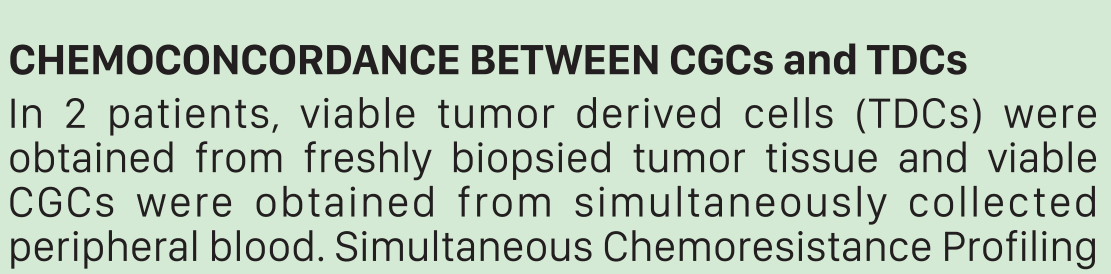 CHEMOCONCORDANCE BETWEEN CGCs and TDCs
In 2 patients, viable tumor derived cells (TDCs) were
obtained from freshly biopsied tumor tissue and viable
CGCs were obtained from simultaneously collected
peripheral blood. Simultaneous Chemoresistance Profiling